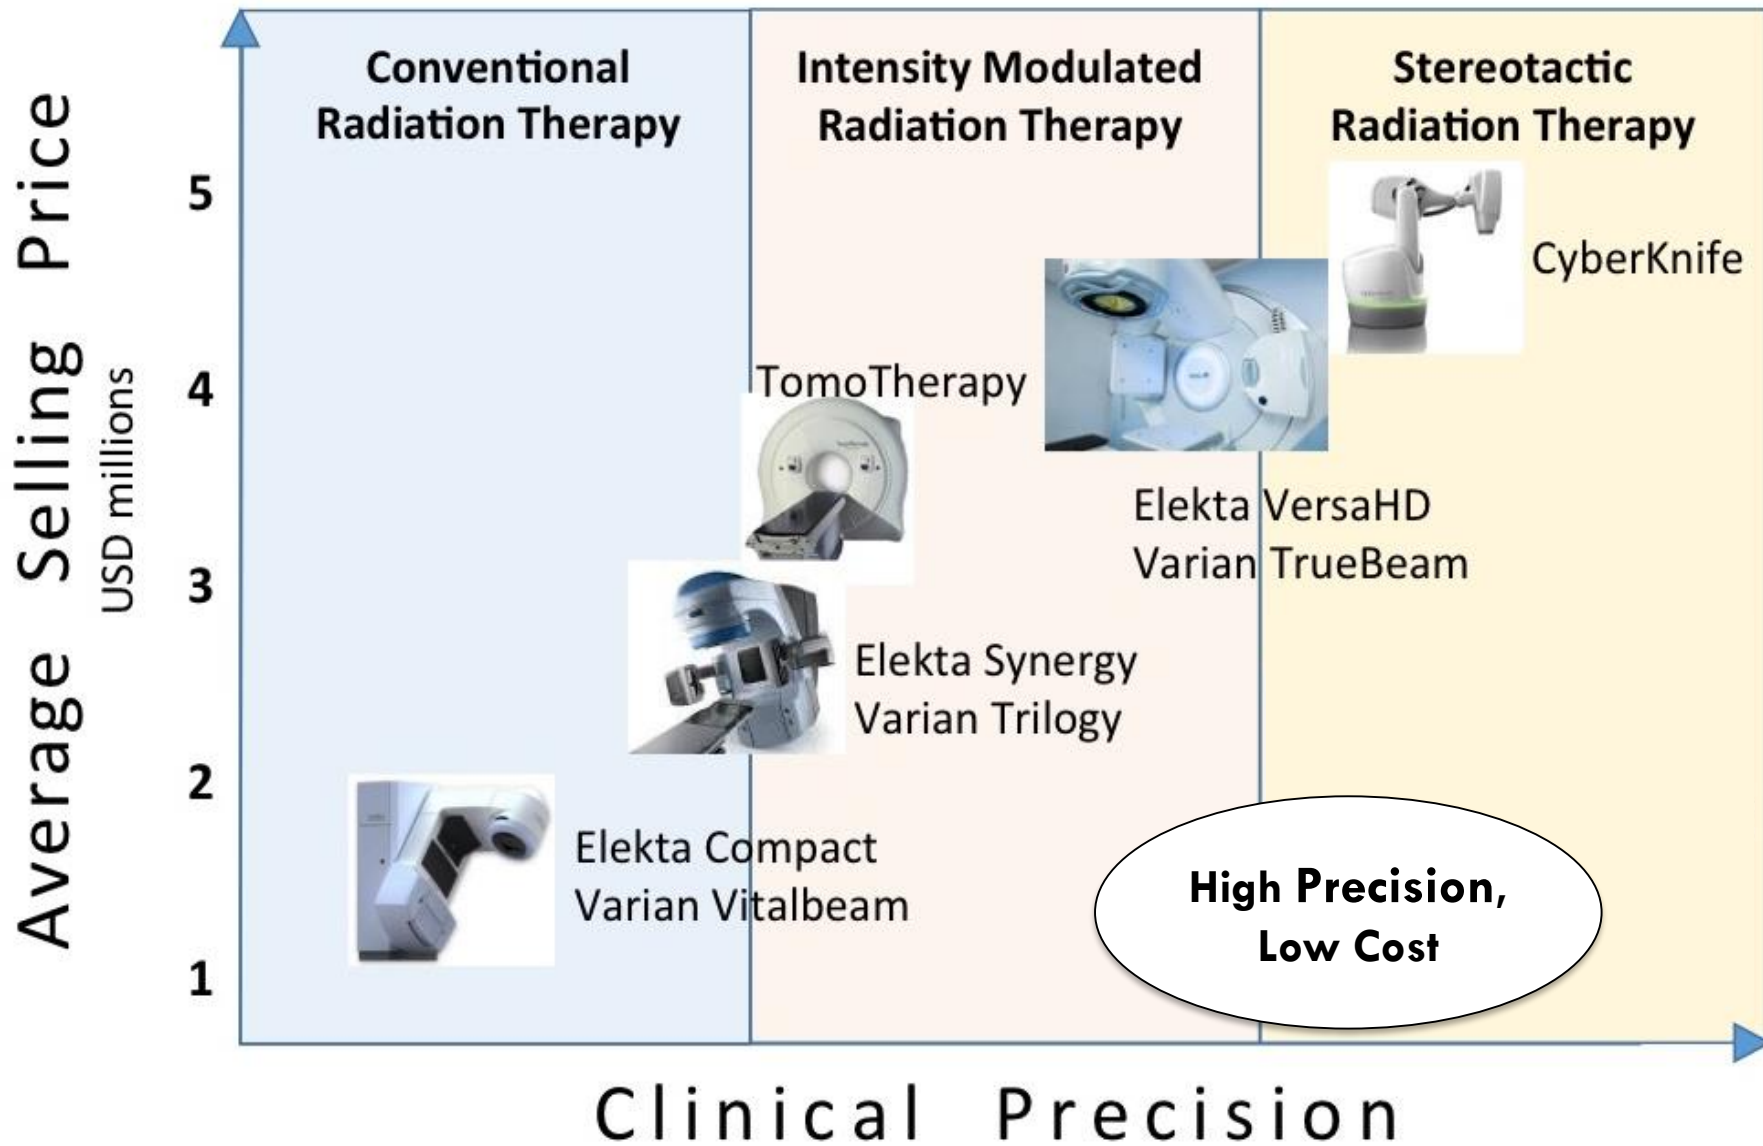 Conventional
Radiation Therapy
Intensity Modulated
Radiation Therapy
Stereotactic
Radiation Therapy
Average Selling Price
USD millions
5
4
3
2
1
CyberKnife
TomoTherapy
Elekta VersaHD
Varian TrueBeam
Elekta Synergy
Varian Trilogy
Elekta Compact
Varian Vitalbeam
High Precision,
Low Cost
Clinical Precision